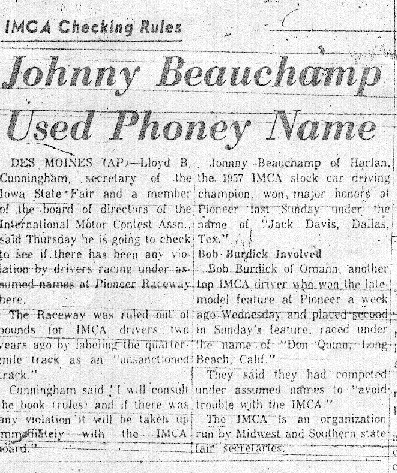 IMCA Checking Rules
Johnny Beauchamp
Used Phoney Name
DES MOINES (AP)—Lloyd B.
Cunningham, secretary of the
Iowa State Fair and a member
of the board of directors of the
International Motor Contest Assn.,
said Thursday he is going to check
to see if there has been any vio-
lation by drivers racing under as-
sumed names at Pioneer Raceway
here.
The Raceway was ruled out of
bounds for IMCA drivers two
years ago by labeling the quarter-
mile track as an "unsanctioned
track."
Cunningham said "I will consult
the book (rules) and if there was
any violation it will be taken up
immediately with the IMCA
board."
Johnny Beauchamp of Harlan,
the 1957 IMCA stock car driving
champion, won major honors at
Pioneer last Sunday under the
name of "Jack Davis, Dallas,
Tex."
Bob Burdick Involved
Bob Burdick of Omaha, another
top IMCA driver who won the late-
model feature at Pioneer a week
ago Wednesday and placed second
in Sunday's feature, raced under
the name of "Don Quinn, Long
Beach, Calif."
They said they had competed
under assumed names to "avoid
trouble with the IMCA."
The IMCA is an organization
run by Midwest and Southern state
fair secretaries.